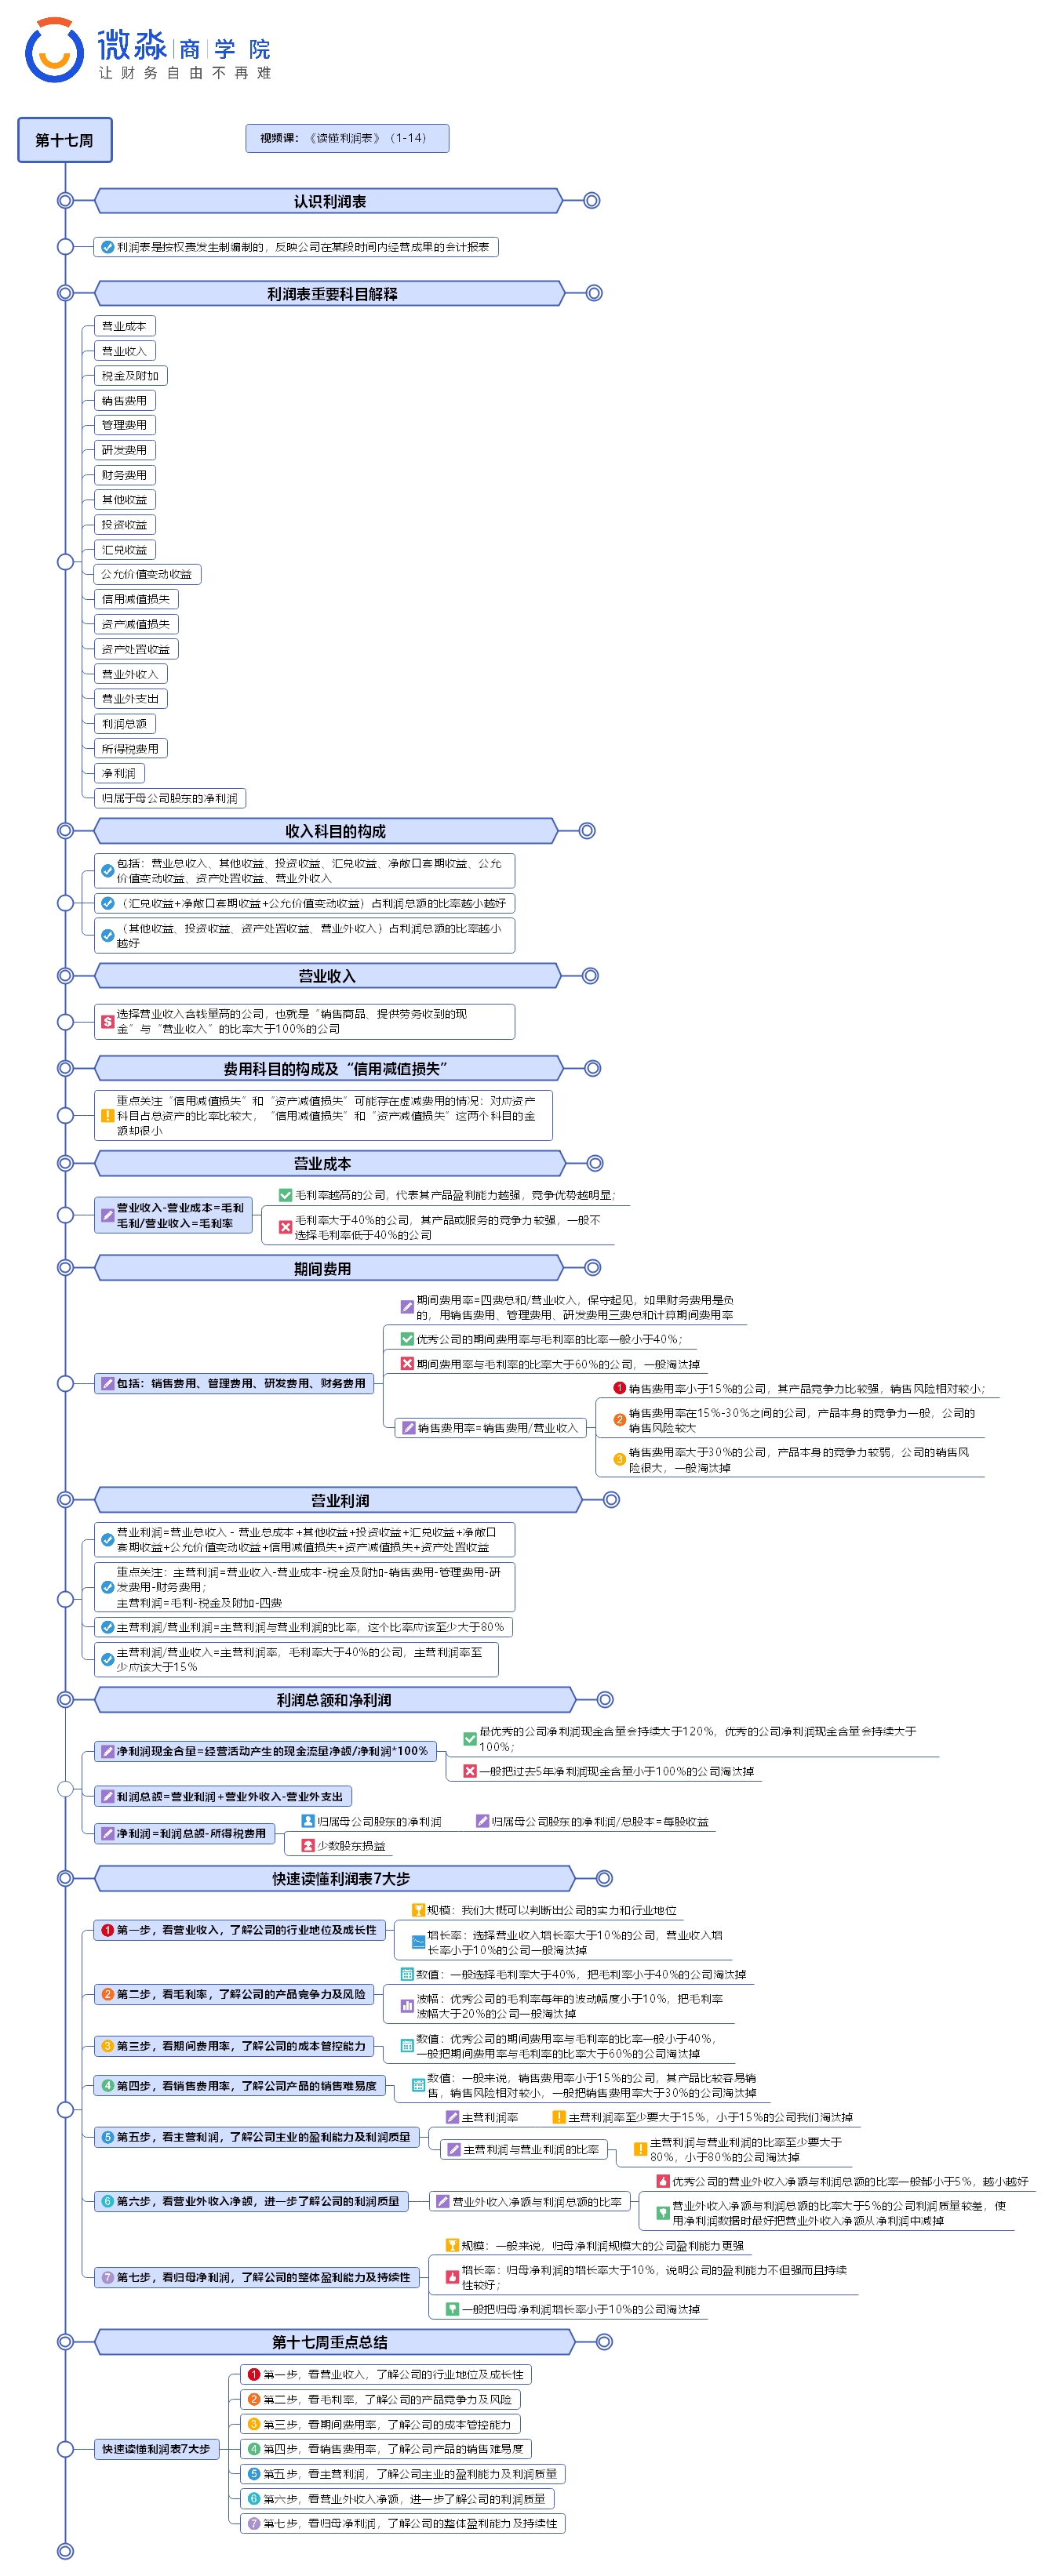 微淼 商 学 院
让财务自由不再难
第十七周
视频课：《读懂利润表》（1-14）
认识利润表
利润表是按权责发生制编制的，反映公司在某段时间内经营成果的会计报表
利润表重要科目解释
营业成本
营业收入
税金及附加
销售费用
管理费用
研发费用
财务费用
其他收益
投资收益
汇兑收益
公允价值变动收益
信用减值损失
资产减值损失
资产处置收益
营业外收入
营业外支出
利润总额
所得税费用
净利润
归属于母公司股东的净利润
收入科目的构成
包括：营业总收入、其他收益、投资收益、汇兑收益、净敞口套期收益、公允
价值变动收益、资产处置收益、营业外收入
（汇兑收益+净敞口套期收益+公允价值变动收益）占利润总额的比率越小越好
（其他收益、投资收益、资产处置收益、营业外收入）占利润总额的比率越小
越好
营业收入
选择营业收入含钱量高的公司，也就是“销售商品、提供劳务收到的现
金”与“营业收入”的比率大于100%的公司
费用科目的构成及“信用减值损失”
重点关注“信用减值损失”和“资产减值损失”可能存在虚减费用的情况：对应资产
科目占总资产的比率比较大，“信用减值损失”和“资产减值损失”这两个科目的金
额却很小
营业成本
营业收入-营业成本=毛利
毛利/营业收入=毛利率
毛利率越高的公司，代表其产品盈利能力越强，竞争优势越明显；
毛利率大于40%的公司，其产品或服务的竞争力较强，一般不
选择毛利率低于40%的公司
期间费用
包括：销售费用、管理费用、研发费用、财务费用
期间费用率=四费总和/营业收入，保守起见，如果财务费用是负
的，用销售费用、管理费用、研发费用三费总和计算期间费用率
优秀公司的期间费用率与毛利率的比率一般小于40%；
期间费用率与毛利率的比率大于60%的公司，一般淘汰掉
销售费用率=销售费用/营业收入
1 销售费用率小于15%的公司，其产品竞争力比较强，销售风险相对较小；
2 销售费用率在15%-30%之间的公司，产品本身的竞争力一般，公司的
销售风险较大
3 销售费用率大于30%的公司，产品本身的竞争力较弱，公司的销售风
险很大，一般淘汰掉
营业利润
营业利润=营业总收入 - 营业总成本+其他收益+投资收益+汇兑收益+净敞口
套期收益+公允价值变动收益+信用减值损失+资产减值损失+资产处置收益
重点关注：主营利润=营业收入-营业成本-税金及附加-销售费用-管理费用-研
发费用-财务费用；
主营利润=毛利-税金及附加-四费
主营利润/营业利润=主营利润与营业利润的比率，这个比率应该至少大于80%
主营利润/营业收入=主营利润率，毛利率大于40%的公司，主营利润率至
少应该大于15%
利润总额和净利润
净利润现金含量=经营活动产生的现金流量净额/净利润*100%
最优秀的公司净利润现金含量会持续大于120%，优秀的公司净利润现金含量会持续大于
100%；
一般把过去5年净利润现金含量小于100%的公司淘汰掉
利润总额=营业利润+营业外收入-营业外支出
净利润=利润总额-所得税费用
归属母公司股东的净利润
归属母公司股东的净利润/总股本=每股收益
少数股东损益
快速读懂利润表7大步
1 第一步，看营业收入，了解公司的行业地位及成长性
规模：我们大概可以判断出公司的实力和行业地位
增长率：选择营业收入增长率大于10%的公司，营业收入增
长率小于10%的公司一般淘汰掉
2 第二步，看毛利率，了解公司的产品竞争力及风险
数值：一般选择毛利率大于40%，把毛利率小于40%的公司淘汰掉
波幅：优秀公司的毛利率每年的波动幅度小于10%，把毛利率
波幅大于20%的公司一般淘汰掉
3 第三步，看期间费用率，了解公司的成本管控能力
数值：优秀公司的期间费用率与毛利率的比率一般小于40%，
一般把期间费用率与毛利率的比率大于60%的公司淘汰掉
4 第四步，看销售费用率，了解公司产品的销售难易度
数值：一般来说，销售费用率小于15%的公司，其产品比较容易销
售，销售风险相对较小，一般把销售费用率大于30%的公司淘汰掉
5 第五步，看主营利润，了解公司主业的盈利能力及利润质量
主营利润率
主营利润率至少要大于15%，小于15%的公司我们淘汰掉
主营利润与营业利润的比率
主营利润与营业利润的比率至少要大于
80%，小于80%的公司淘汰掉
6 第六步，看营业外收入净额，进一步了解公司的利润质量
营业外收入净额与利润总额的比率
优秀公司的营业外收入净额与利润总额的比率一般都小于5%，越小越好
营业外收入净额与利润总额的比率大于5%的公司利润质量较差，使
用净利润数据时最好把营业外收入净额从净利润中减掉
7 第七步，看归母净利润，了解公司的整体盈利能力及持续性
规模：一般来说，归母净利润规模大的公司盈利能力更强
增长率：归母净利润的增长率大于10%，说明公司的盈利能力不但强而且持续
性较好；
一般把归母净利润增长率小于10%的公司淘汰掉
第十七周重点总结
快速读懂利润表7大步
1 第一步，看营业收入，了解公司的行业地位及成长性
2 第二步，看毛利率，了解公司的产品竞争力及风险
3 第三步，看期间费用率，了解公司的成本管控能力
4 第四步，看销售费用率，了解公司产品的销售难易度
5 第五步，看主营利润，了解公司主业的盈利能力及利润质量
6 第六步，看营业外收入净额，进一步了解公司的利润质量
7 第七步，看归母净利润，了解公司的整体盈利能力及持续性